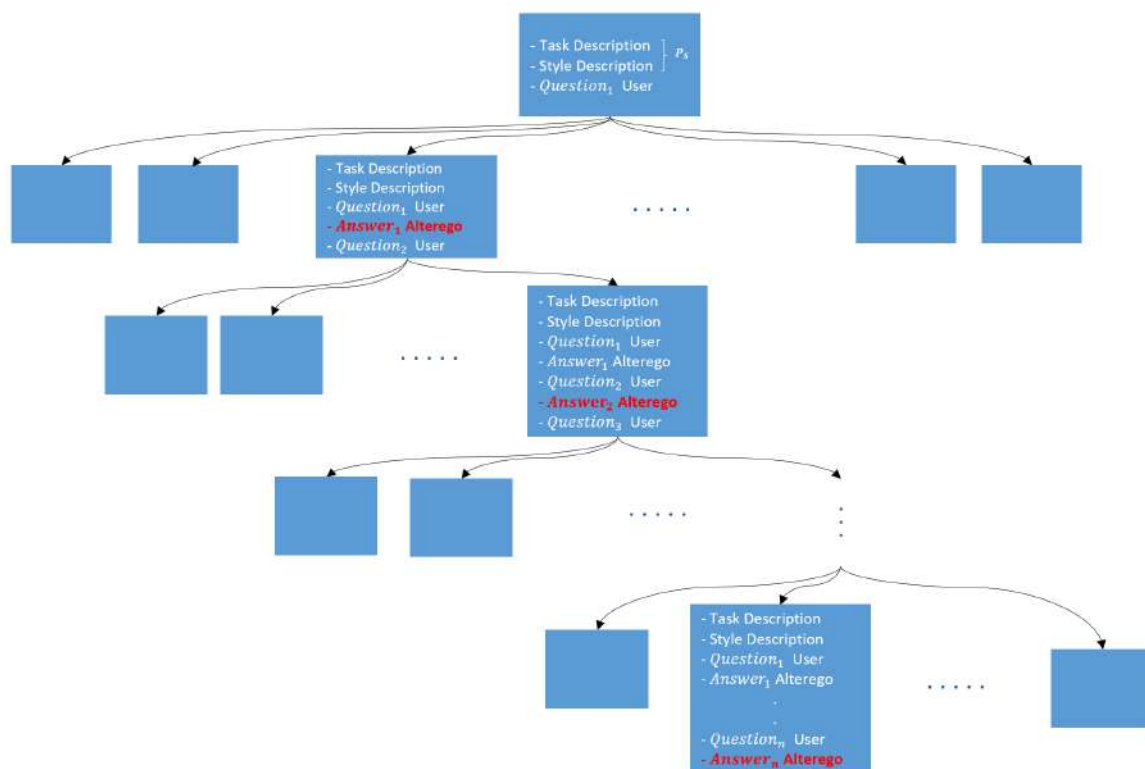 - Task Description
- Style Description
P_s
- Question_1 User
- Task Description
- Style Description
- Question_1 User
- Answer_1 Alterego
- Question_2 User
.....
- Task Description
- Style Description
- Question_1 User
- Answer_1 Alterego
- Question_2 User
- Answer_2 Alterego
- Question_3 User
.....
.....
- Task Description
- Style Description
- Question_1 User
- Answer_1 Alterego
.
.
- Question_n User
- Answer_n Alterego
.....